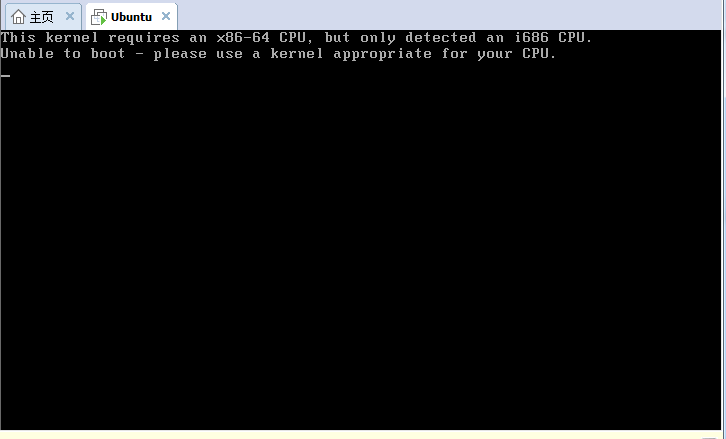 主页
Ubuntu
This kernel requires an x86-64 CPU, but only detected an i686 CPU.
Unable to boot - please use a kernel appropriate for your CPU.